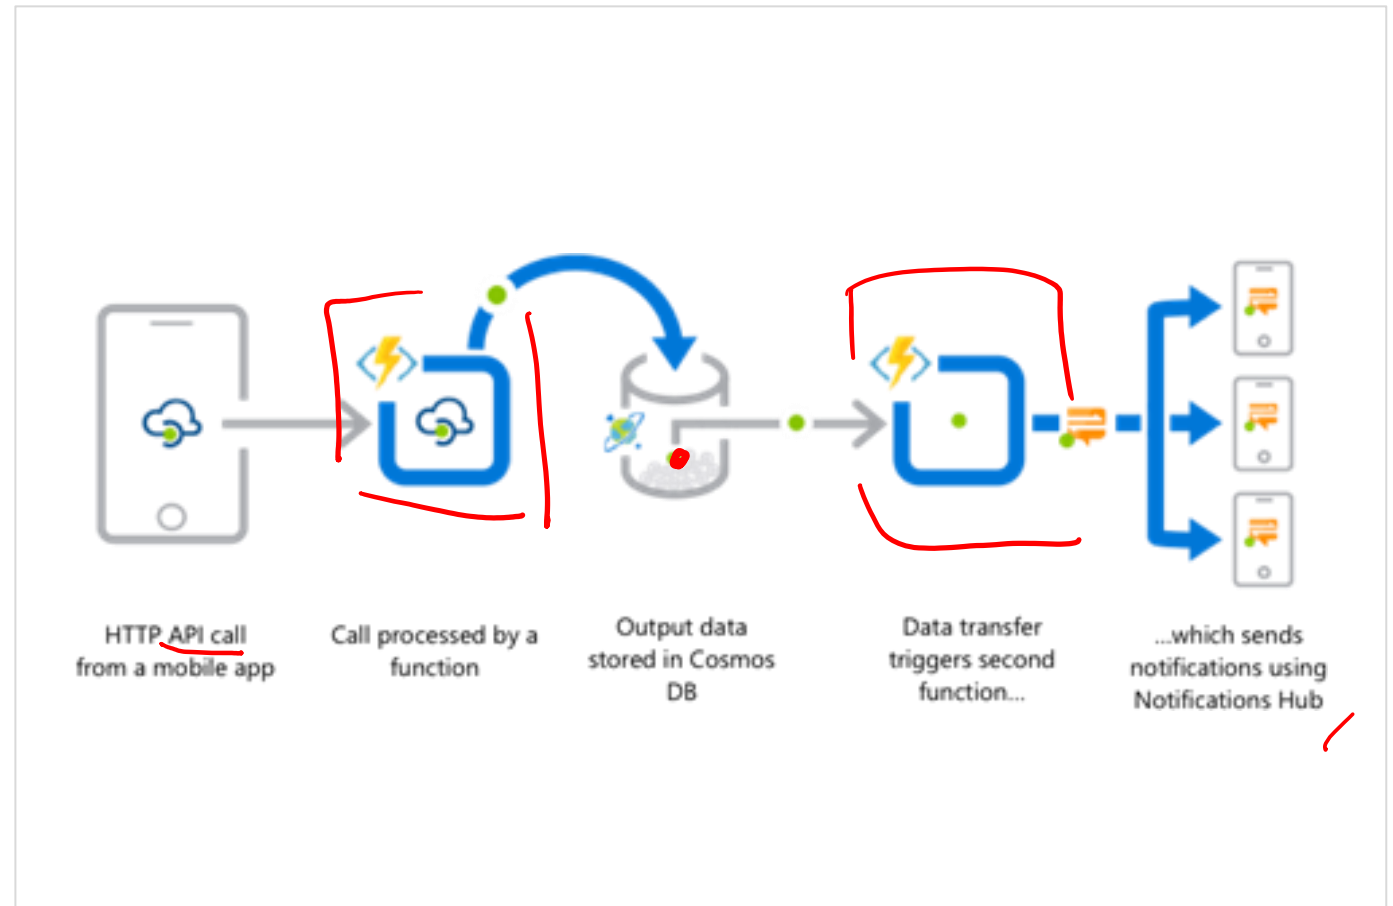 HTTP API call
from a mobile app
Call processed by a
function
Output data
stored in Cosmos
DB
Data transfer
triggers second
function...
...which sends
notifications using
Notifications Hub